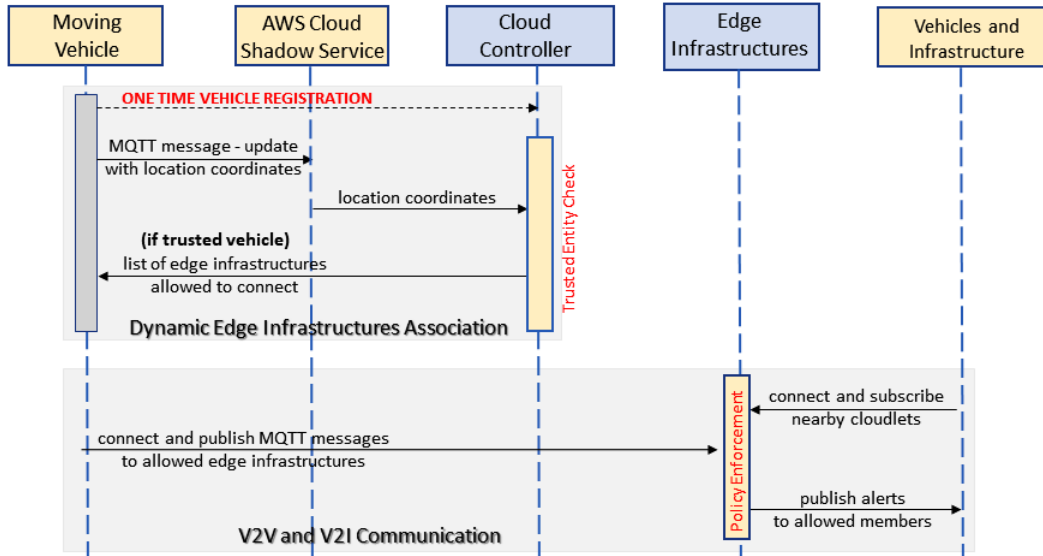 Moving
Vehicle
AWS Cloud
Shadow Service
Cloud
Controller
Edge
Infrastructures
Vehicles and
Infrastructure
ONE TIME VEHICLE REGISTRATION
MQTT message - update
with location coordinates
location coordinates
(if trusted vehicle)
list of edge infrastructures
allowed to connect
Trusted Entity Check
Dynamic Edge Infrastructures Association
connect and subscribe
nearby cloudlets
connect and publish MQTT messages
to allowed edge infrastructures
Policy Enforcement
publish alerts
to allowed members
V2V and V2I Communication